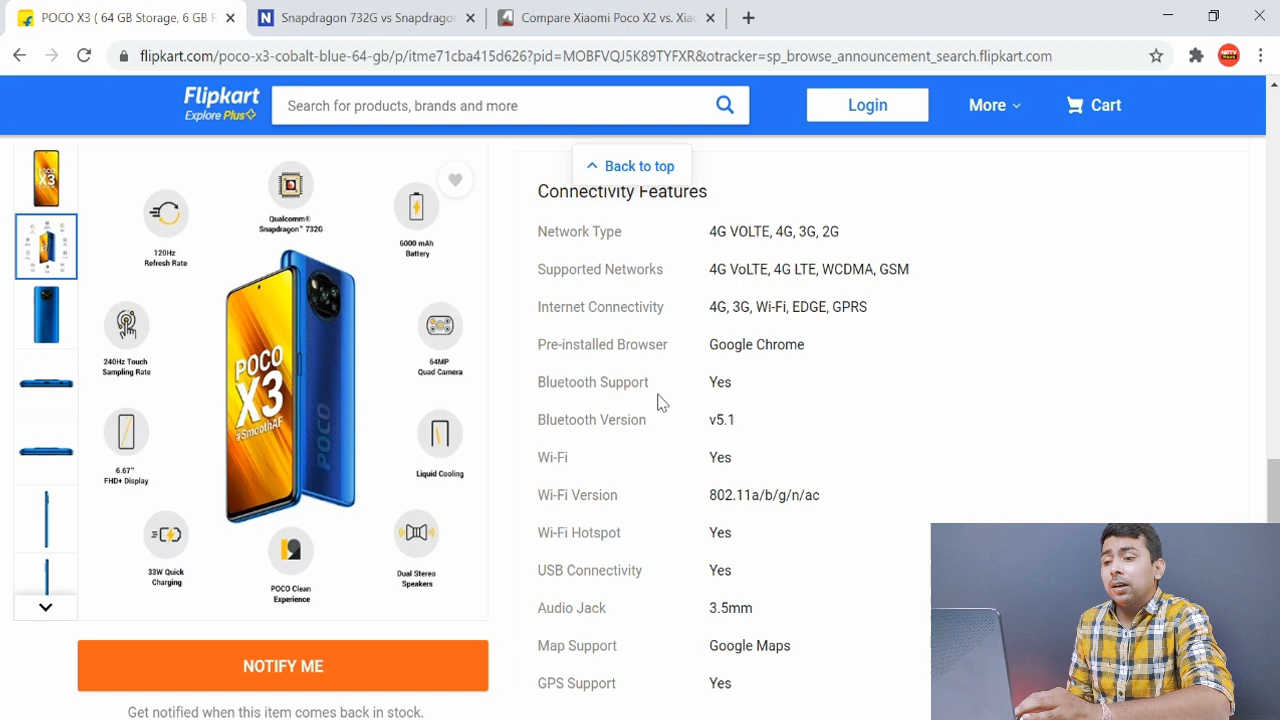 POCO X3 ( 64 GB Storage, 6 GB R
Snapdragon 732G vs Snapdragon
Compare Xiaomi Poco X2 vs. Xiao
flipkart.com/poco-x3-cobalt-blue-64-gb/p/itme71cba415d626?pid=MOBFVQJ5K89TYFXR&otracker=sp_browse_announcement_search.flipkart.com
Flipkart
Explore Plus
Search for products, brands and more
Login
More
Cart
Back to top
Qualcomm®
Snapdragon™ 732G
120Hz
Refresh Rate
6000 mAh
Battery
240Hz Touch
Sampling Rate
64MP
Quad Camera
POCO
X3
#SmoothAF
POCO
6.67"
FHD+ Display
Liquid Cooling
33W Quick
Charging
POCO Clean
Experience
Dual Stereo
Speakers
NOTIFY ME
Get notified when this item comes back in stock.
Connectivity Features
Network Type 4G VOLTE, 4G, 3G, 2G
Supported Networks 4G VoLTE, 4G LTE, WCDMA, GSM
Internet Connectivity 4G, 3G, Wi-Fi, EDGE, GPRS
Pre-installed Browser Google Chrome
Bluetooth Support Yes
Bluetooth Version v5.1
Wi-Fi Yes
Wi-Fi Version 802.11a/b/g/n/ac
Wi-Fi Hotspot Yes
USB Connectivity Yes
Audio Jack 3.5mm
Map Support Google Maps
GPS Support Yes